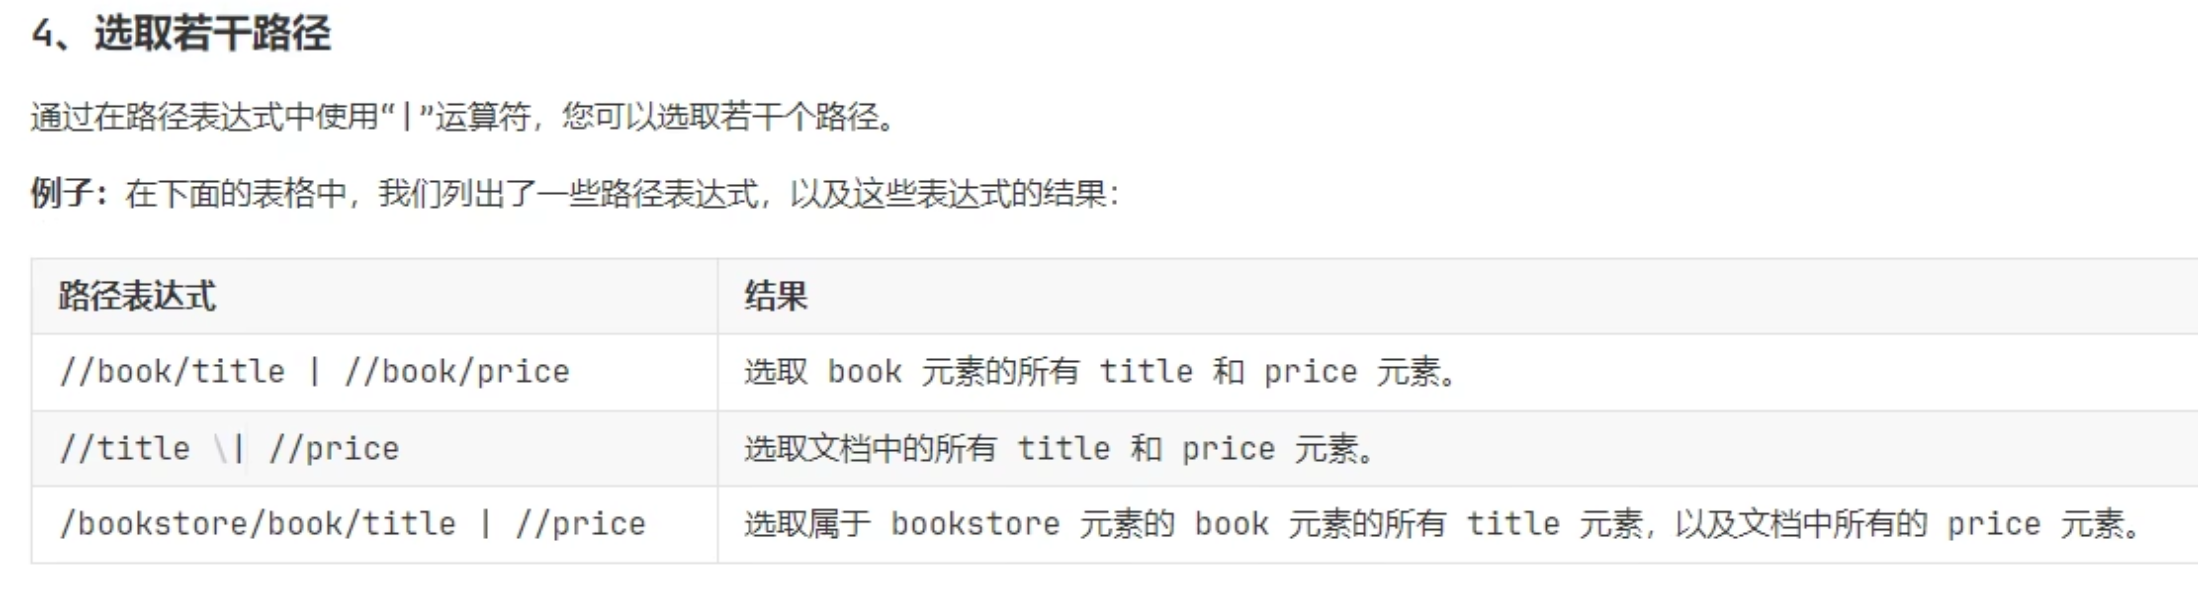 4、选取若干路径
通过在路径表达式中使用“|”运算符，您可以选取若干个路径。
例子：在下面的表格中，我们列出了一些路径表达式，以及这些表达式的结果：
路径表达式 结果
//book/title | //book/price 选取 book 元素的所有 title 和 price 元素。
//title \| //price 选取文档中的所有 title 和 price 元素。
/bookstore/book/title | //price 选取属于 bookstore 元素的 book 元素的所有 title 元素，以及文档中所有的 price 元素。